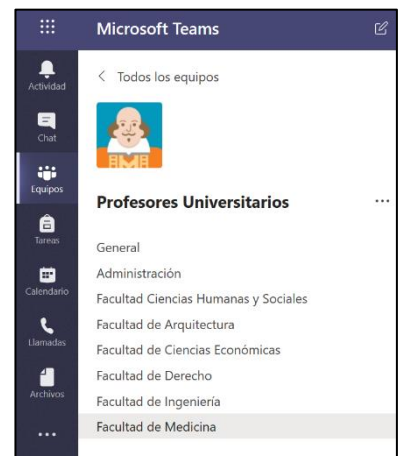 Microsoft Teams
Actividad
Chat
Equipos
Tareas
Calendario
Llamadas
Archivos
< Todos los equipos
Profesores Universitarios
General
Administración
Facultad Ciencias Humanas y Sociales
Facultad de Arquitectura
Facultad de Ciencias Económicas
Facultad de Derecho
Facultad de Ingeniería
Facultad de Medicina